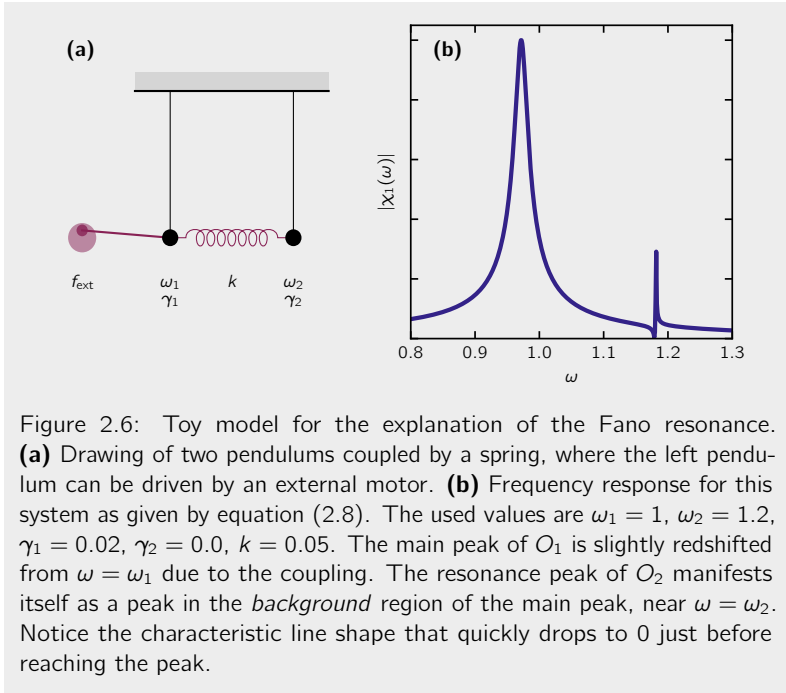 (a)
f_ext
ω₁
γ₁
k
ω₂
γ₂
(b)
|χ₁(ω)|
0.8 0.9 1.0 1.1 1.2 1.3
ω
Figure 2.6: Toy model for the explanation of the Fano resonance.
(a) Drawing of two pendulums coupled by a spring, where the left pendu-
lum can be driven by an external motor. (b) Frequency response for this
system as given by equation (2.8). The used values are ω₁ = 1, ω₂ = 1.2,
γ₁ = 0.02, γ₂ = 0.0, k = 0.05. The main peak of O₁ is slightly redshifted
from ω = ω₁ due to the coupling. The resonance peak of O₂ manifests
itself as a peak in the background region of the main peak, near ω = ω₂.
Notice the characteristic line shape that quickly drops to 0 just before
reaching the peak.